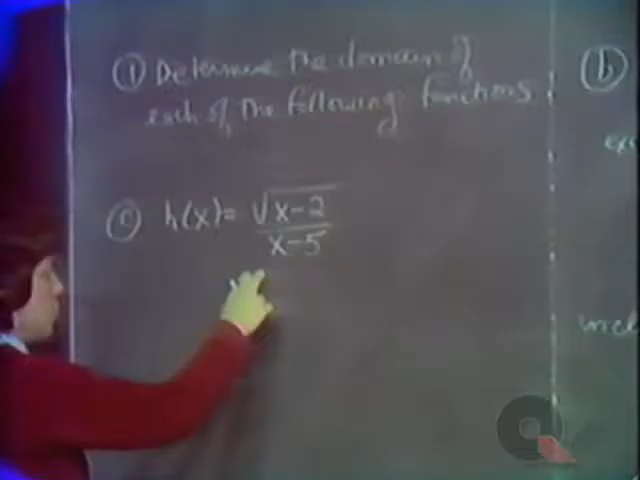 ① Determine the domain of
each of the following functions.
ⓒ h(x) = √(x-2)
x-5
ⓑ